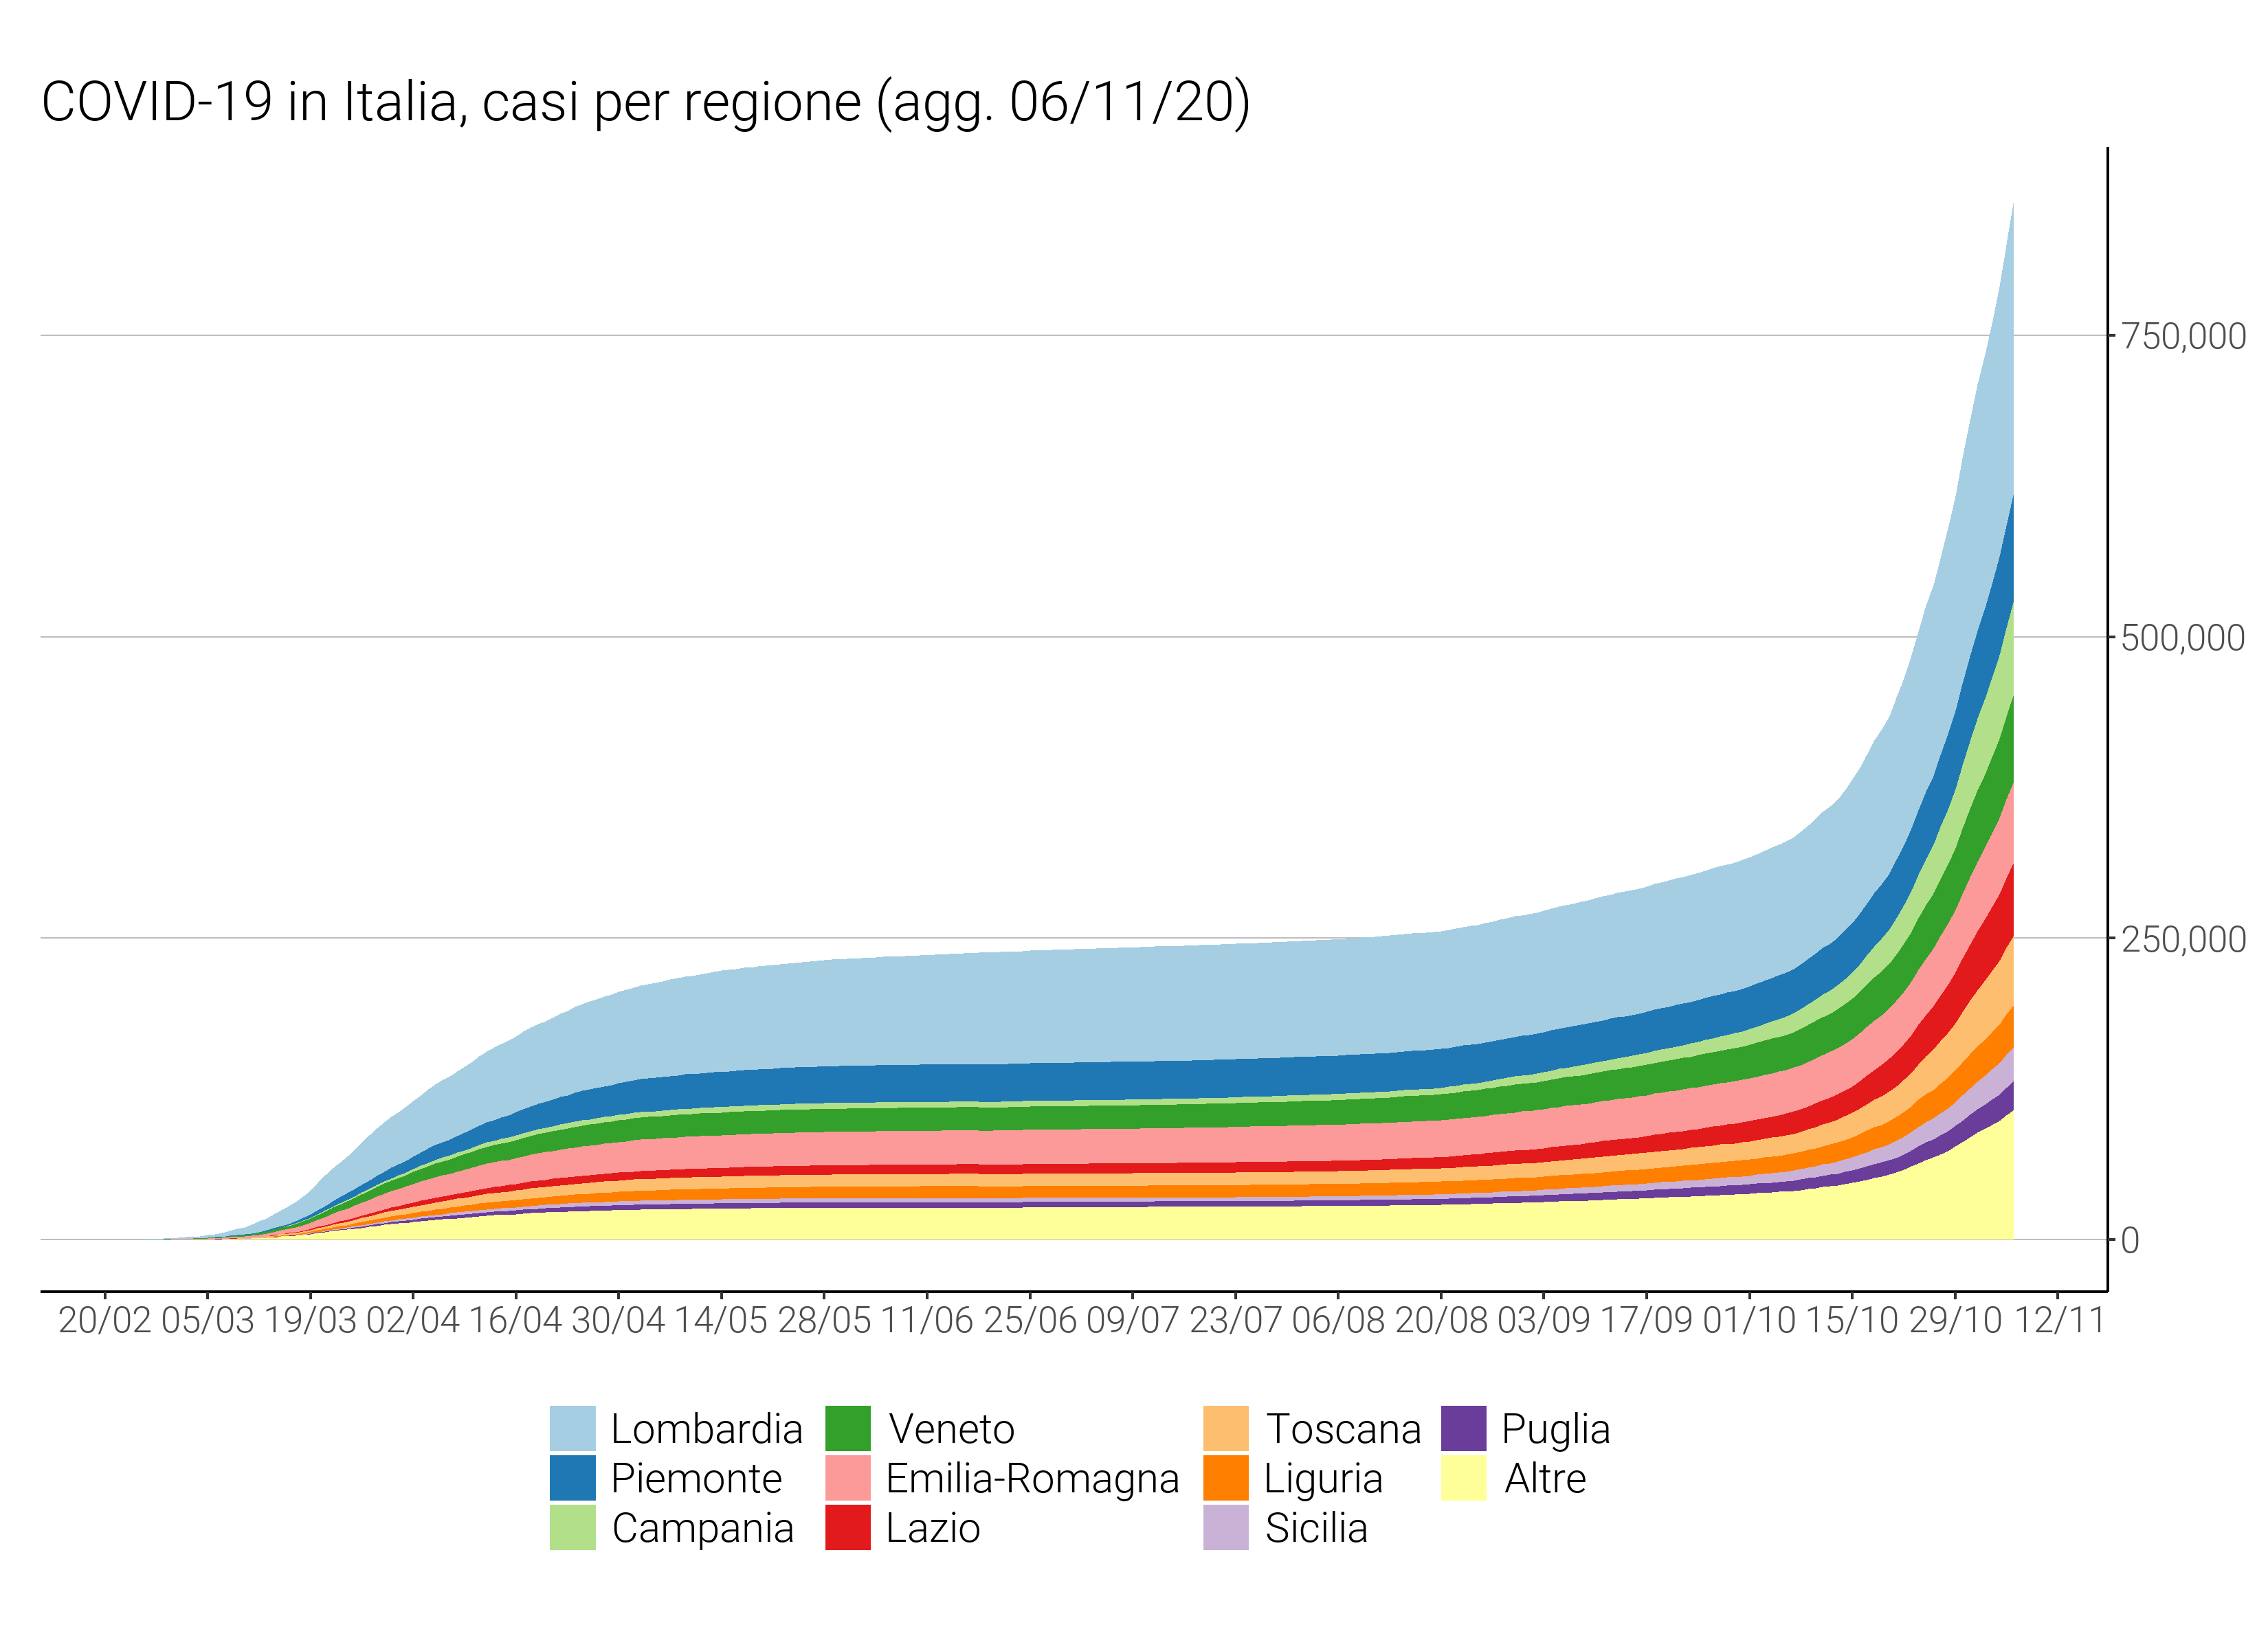 COVID-19 in Italia, casi per regione (agg. 06/11/20)
750,000
500,000
250,000
0
20/02 05/03 19/03 02/04 16/04 30/04 14/05 28/05 11/06 25/06 09/07 23/07 06/08 20/08 03/09 17/09 01/10 15/10 29/10 12/11
Lombardia Veneto Toscana Puglia
Piemonte Emilia-Romagna Liguria Altre
Campania Lazio Sicilia